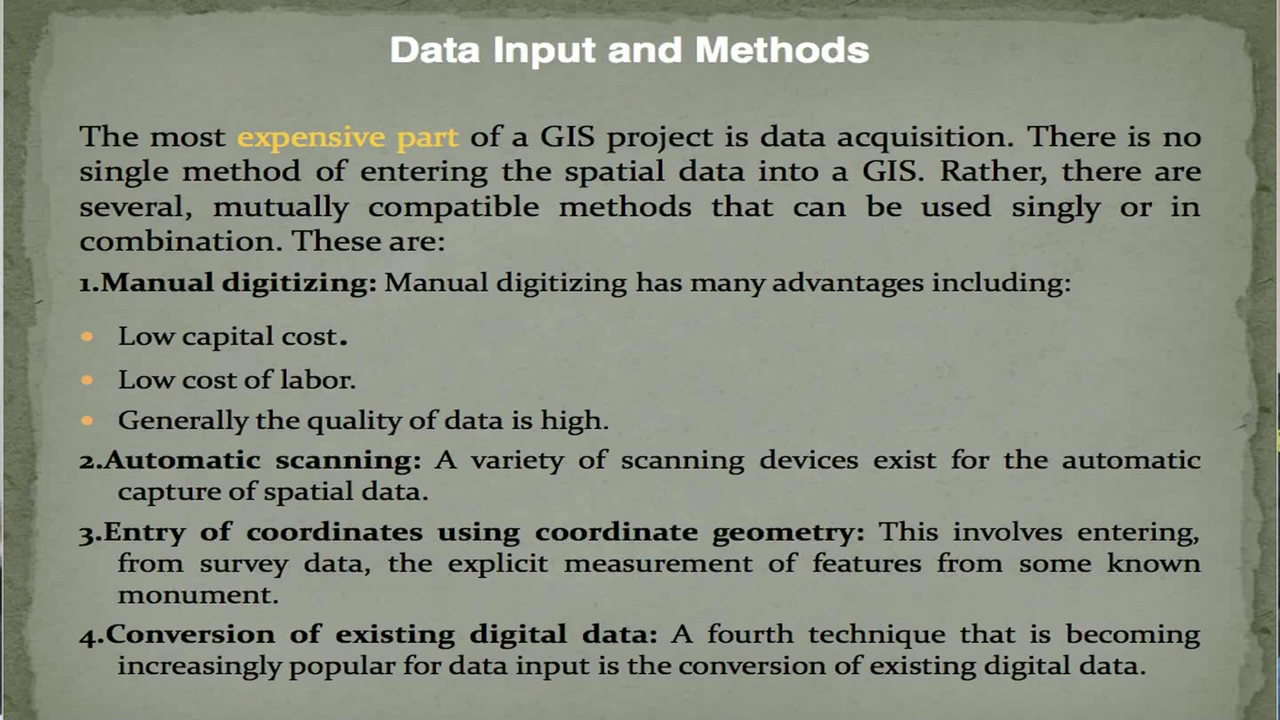 Data Input and Methods
The most expensive part of a GIS project is data acquisition. There is no
single method of entering the spatial data into a GIS. Rather, there are
several, mutually compatible methods that can be used singly or in
combination. These are:
1.Manual digitizing: Manual digitizing has many advantages including:
• Low capital cost.
• Low cost of labor.
• Generally the quality of data is high.
2.Automatic scanning: A variety of scanning devices exist for the automatic
capture of spatial data.
3.Entry of coordinates using coordinate geometry: This involves entering,
from survey data, the explicit measurement of features from some known
monument.
4.Conversion of existing digital data: A fourth technique that is becoming
increasingly popular for data input is the conversion of existing digital data.